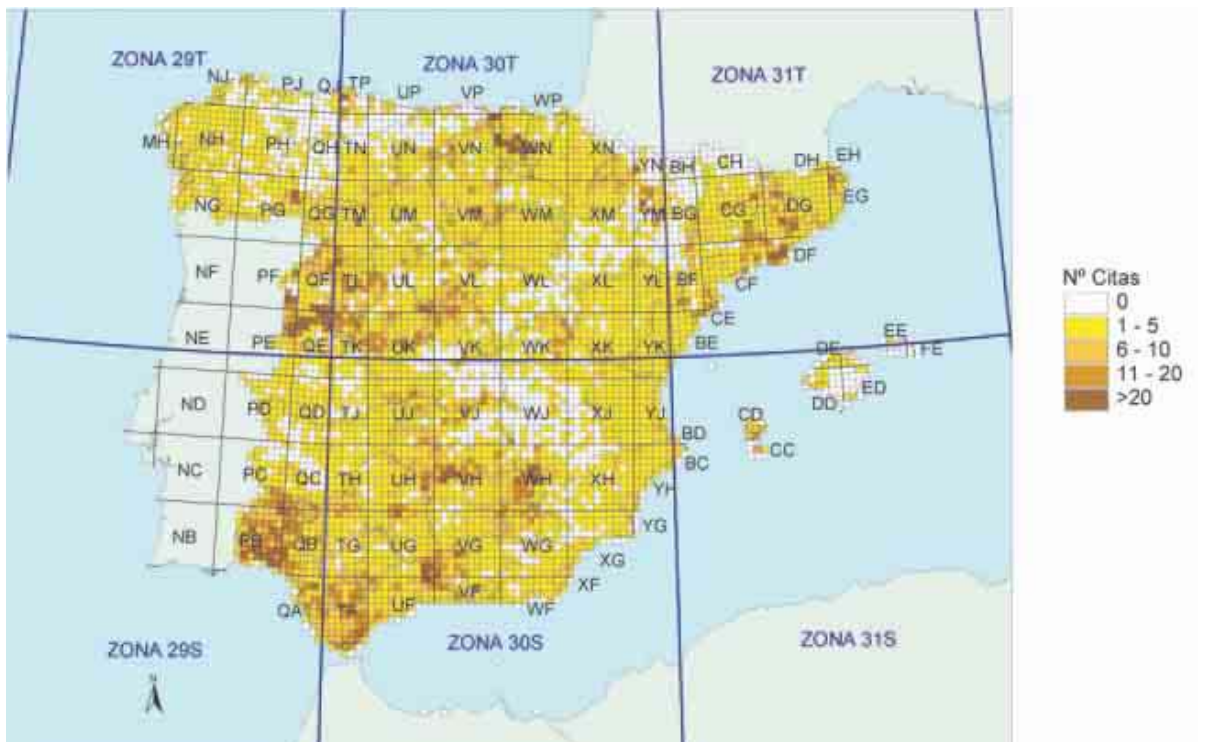 ZONA 29T
ZONA 30T
ZONA 31T
NJ PJ QJ TP UP VP WP
MH NH PH QH TN UN VN WN XN YN BH CH DH EH
NG PG QG TM UM VM WM XM YM BG CG DG EG
NF PF QF TL UL VL WL XL YL BF CF DF
NE PE QE TK UK VK WK XK YK BE CE
EE FE
DE
DD ED
ND PD QD TJ UJ VJ WJ XJ YJ BD CD
NC PC QC TH UH VH WH XH YH BC CC
NB PB QB TG UG VG WG XG YG
QA TF UF VF WF XF
ZONA 29S
ZONA 30S
ZONA 31S
N
Nº Citas
0
1 - 5
6 - 10
11 - 20
>20